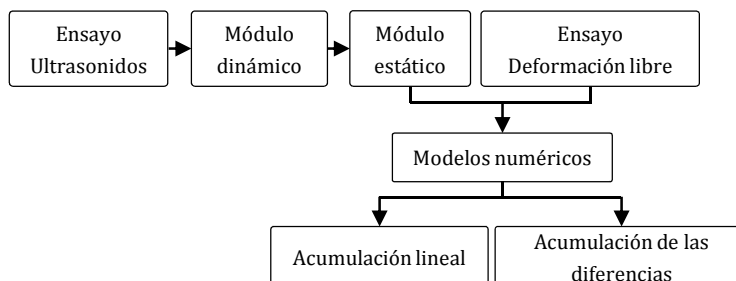 Ensayo
Ultrasonidos
Módulo
dinámico
Módulo
estático
Ensayo
Deformación libre
Modelos numéricos
Acumulación lineal
Acumulación de las
diferencias